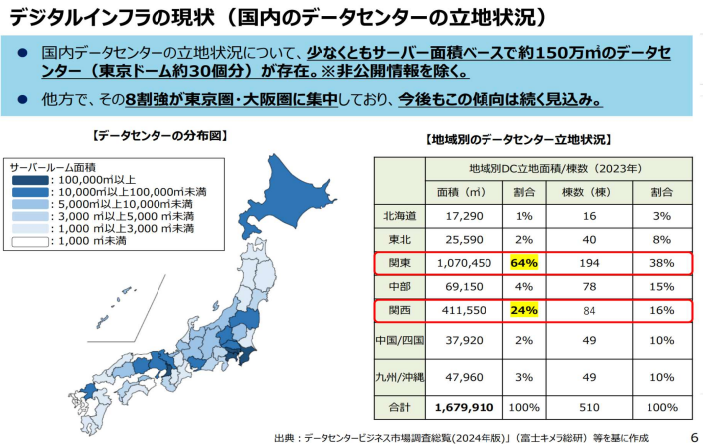 デジタルインフラの現状（国内のデータセンターの立地状況）
● 国内データセンターの立地状況について、少なくともサーバー面積ベースで約150万㎡のデータセ
ンター（東京ドーム約30個分）が存在。※非公開情報を除く。
● 他方で、その8割強が東京圏・大阪圏に集中しており、今後もこの傾向は続く見込み。
【データセンターの分布図】
サーバールーム面積
：100,000㎡以上
：10,000㎡以上100,000㎡未満
：5,000㎡以上10,000㎡未満
：3,000 ㎡以上5,000 ㎡未満
：1,000 ㎡以上3,000 ㎡未満
：1,000 ㎡未満
【地域別のデータセンター立地状況】
地域別DC立地面積/棟数（2023年）
面積（㎡） 割合 棟数（棟） 割合
北海道 17,290 1% 16 3%
東北 25,590 2% 40 8%
関東 1,070,450 64% 194 38%
中部 69,150 4% 78 15%
関西 411,550 24% 84 16%
中国/四国 37,920 2% 49 10%
九州/沖縄 47,960 3% 49 10%
合計 1,679,910 100% 510 100%
出典：データセンタービジネス市場調査総覧(2024年版)」（富士キメラ総研）等を基に作成
6